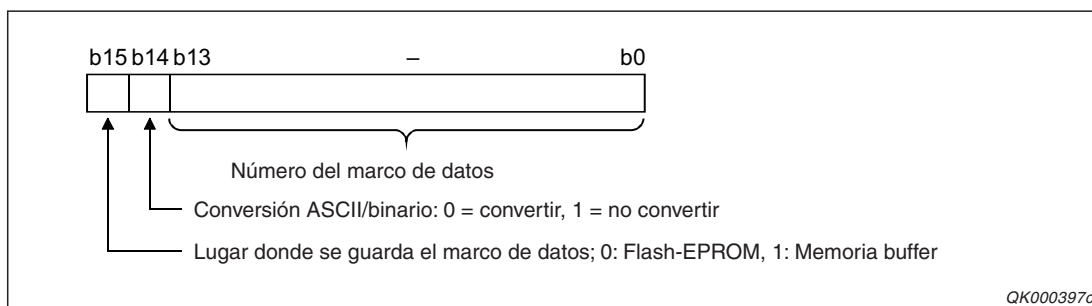 b15 b14 b13 – b0
Número del marco de datos
Conversión ASCII/binario: 0 = convertir, 1 = no convertir
Lugar donde se guarda el marco de datos; 0: Flash-EPROM, 1: Memoria buffer
QK000397c